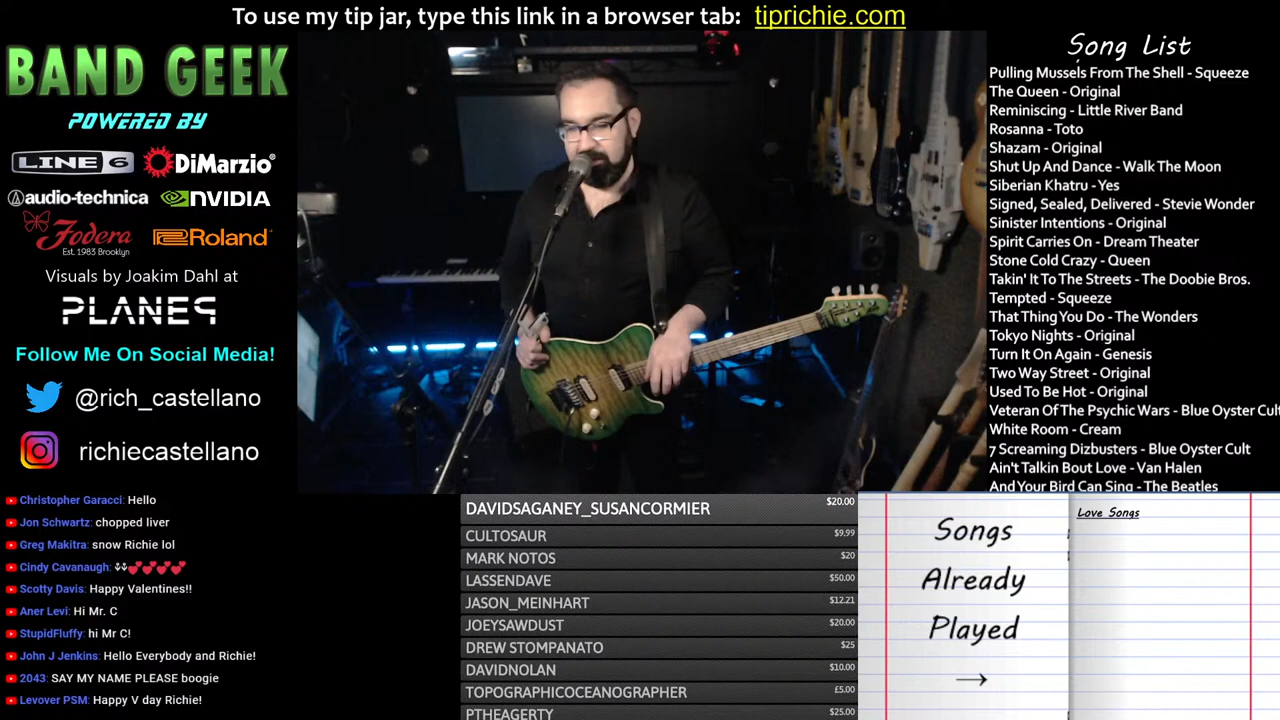 To use my tip jar, type this link in a browser tab: tiprichie.com
BAND GEEK
POWERED BY
LINE 6
DiMarzio
audio-technica
NVIDIA
Fodera
Est. 1983 Brooklyn
Roland
Visuals by Joakim Dahl at
PLANE9
Follow Me On Social Media!
@rich_castellano
richiecastellano
Christopher Garacci: Hello
Jon Schwartz: chopped liver
Greg Makitra: snow Richie lol
Cindy Cavanaugh:
Scotty Davis: Happy Valentines!!
Aner Levi: Hi Mr. C
StupidFluffy: hi Mr C!
John J Jenkins: Hello Everybody and Richie!
2043: SAY MY NAME PLEASE boogie
Levover PSM: Happy V day Richie!
DAVIDSAGANEY_SUSANCORMIER $20.00
CULTOSAUR $9.99
MARK NOTOS $20
LASSENDAVE $50.00
JASON_MEINHART $12.21
JOEYSAWDUST $20.00
DREW STOMPANATO $25
DAVIDNOLAN $10.00
TOPOGRAPHICOCEANOGRAPHER £5.00
PTHEAGERTY $25.00
Song List
Pulling Mussels From The Shell - Squeeze
The Queen - Original
Reminiscing - Little River Band
Rosanna - Toto
Shazam - Original
Shut Up And Dance - Walk The Moon
Siberian Khatru - Yes
Signed, Sealed, Delivered - Stevie Wonder
Sinister Intentions - Original
Spirit Carries On - Dream Theater
Stone Cold Crazy - Queen
Takin' It To The Streets - The Doobie Bros.
Tempted - Squeeze
That Thing You Do - The Wonders
Tokyo Nights - Original
Turn It On Again - Genesis
Two Way Street - Original
Used To Be Hot - Original
Veteran Of The Psychic Wars - Blue Oyster Cult
White Room - Cream
7 Screaming Dizbusters - Blue Oyster Cult
Ain't Talkin Bout Love - Van Halen
And Your Bird Can Sing - The Beatles
Songs
Already
Played
→
Love Songs